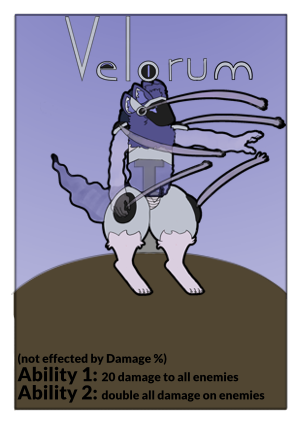 Velorum
(not effected by Damage %)
Ability 1: 20 damage to all enemies
Ability 2: double all damage on enemies